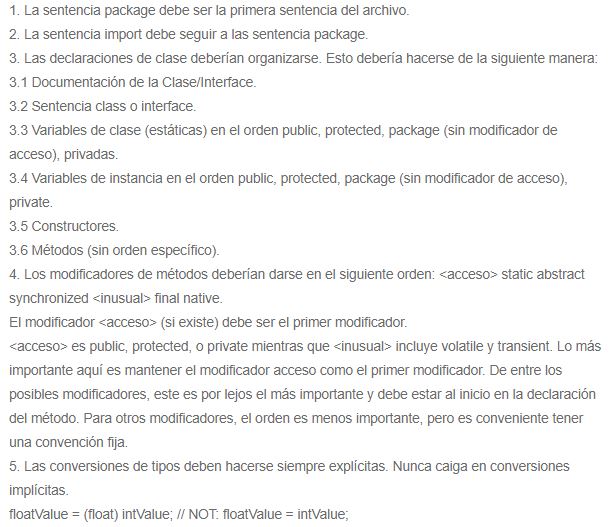 1. La sentencia package debe ser la primera sentencia del archivo.
2. La sentencia import debe seguir a las sentencia package.
3. Las declaraciones de clase deberían organizarse. Esto debería hacerse de la siguiente manera:
3.1 Documentación de la Clase/Interface.
3.2 Sentencia class o interface.
3.3 Variables de clase (estáticas) en el orden public, protected, package (sin modificador de
acceso), privadas.
3.4 Variables de instancia en el orden public, protected, package (sin modificador de acceso),
private.
3.5 Constructores.
3.6 Métodos (sin orden específico).
4. Los modificadores de métodos deberían darse en el siguiente orden: <acceso> static abstract
synchronized <inusual> final native.
El modificador <acceso> (si existe) debe ser el primer modificador.
<acceso> es public, protected, o private mientras que <inusual> incluye volatile y transient. Lo más
importante aquí es mantener el modificador acceso como el primer modificador. De entre los
posibles modificadores, este es por lejos el más importante y debe estar al inicio en la declaración
del método. Para otros modificadores, el orden es menos importante, pero es conveniente tener
una convención fija.
5. Las conversiones de tipos deben hacerse siempre explícitas. Nunca caiga en conversiones
implícitas.
floatValue = (float) intValue; // NOT: floatValue = intValue;